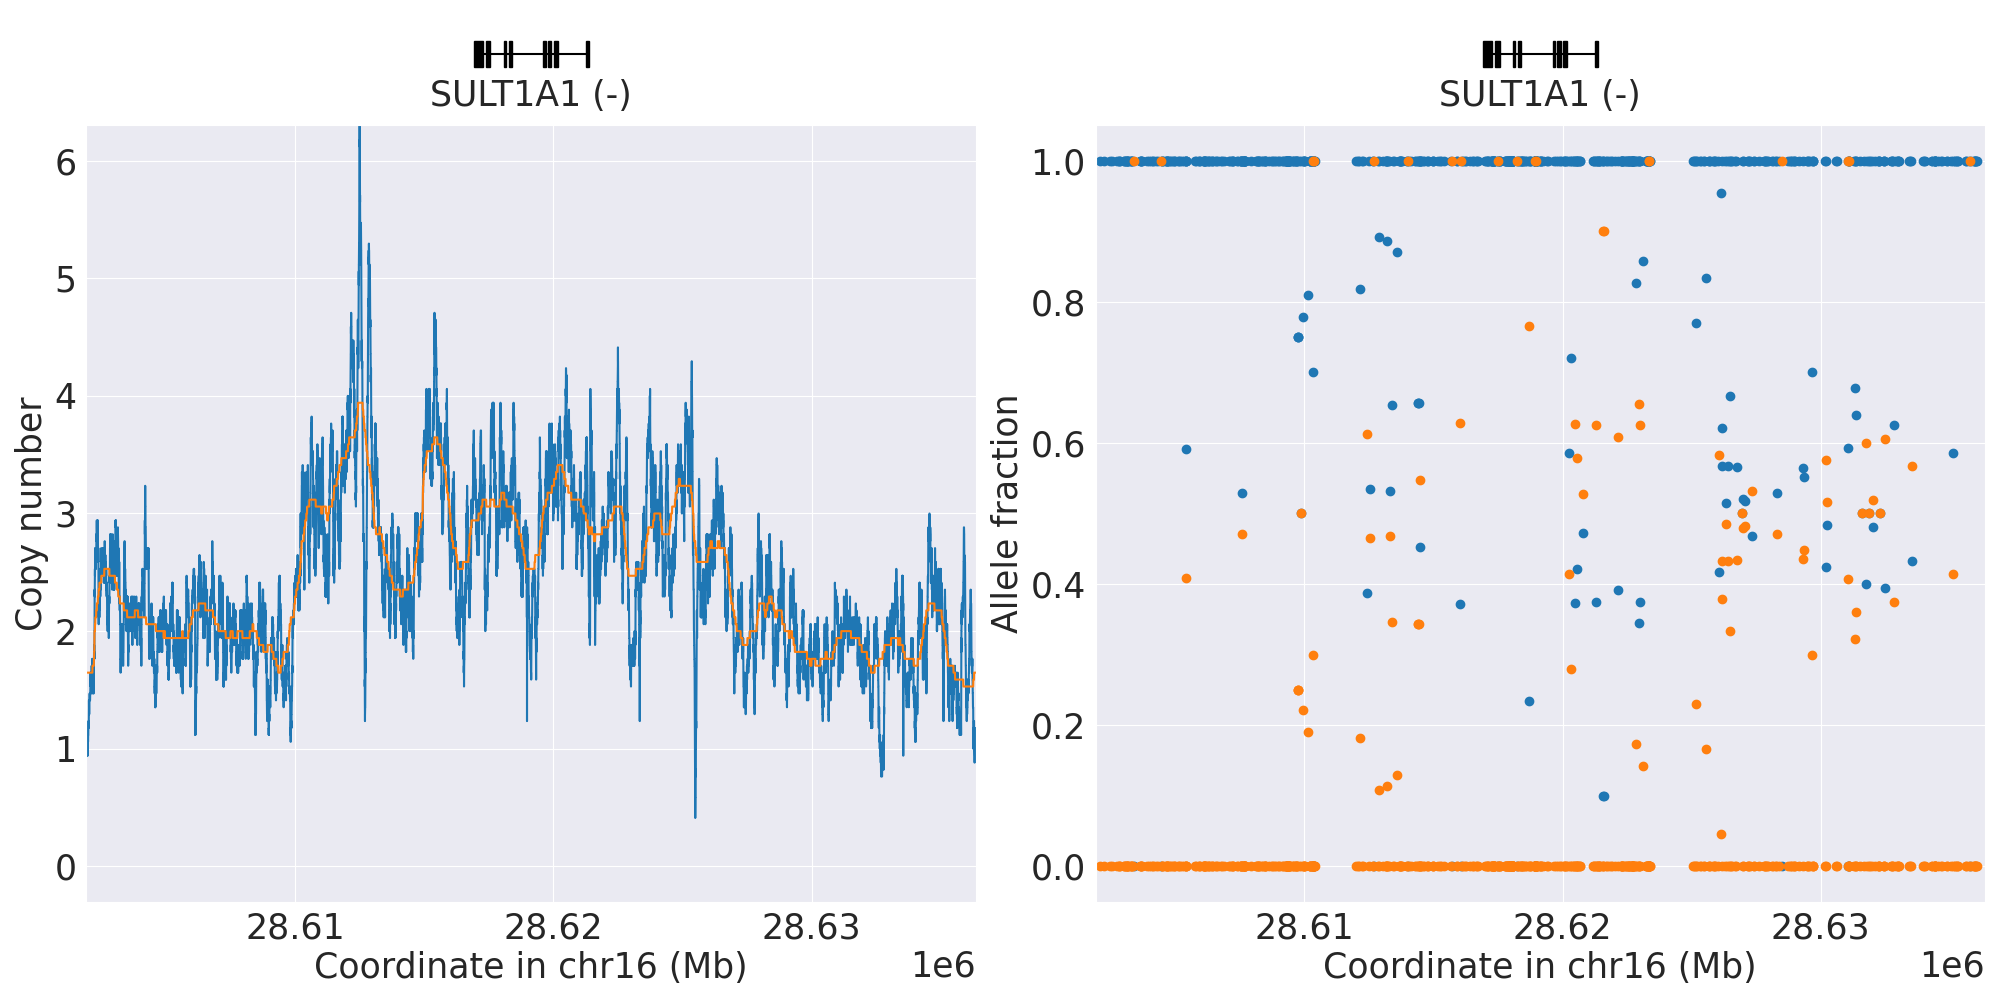 SULT1A1 (-)
6
5
4
3
2
1
0
Copy number
28.61
28.62
28.63
Coordinate in chr16 (Mb)
1e6
SULT1A1 (-)
1.0
0.8
0.6
0.4
0.2
0.0
Allele fraction
28.61
28.62
28.63
Coordinate in chr16 (Mb)
1e6